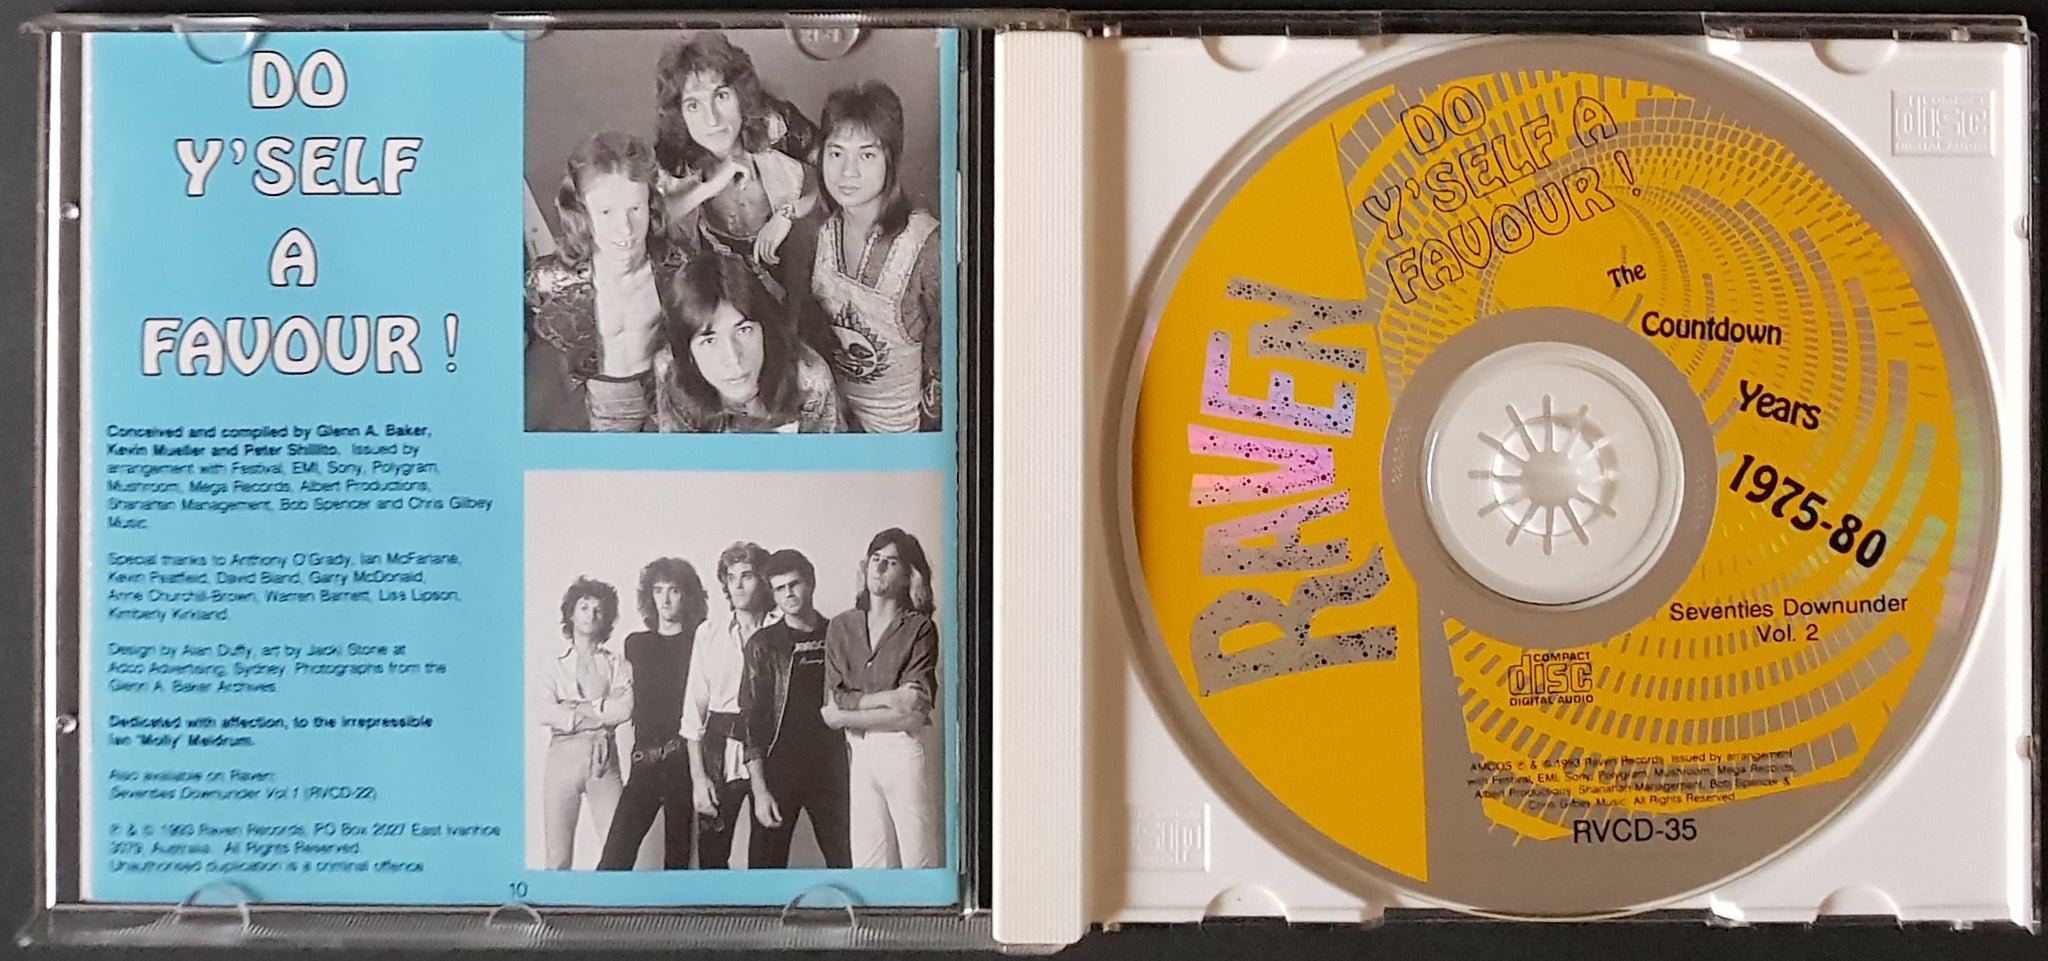 DO
Y'SELF
A
FAVOUR !
Conceived and compiled by Glenn A. Baker,
Kevin Mueller and Peter Shillito. Issued by
arrangement with Festival, EMI, Sony, Polygram,
Mushroom, Mega Records, Albert Productions,
Shanahan Management, Bob Spencer and Chris Gilbey
Music.
Special thanks to Anthony O'Grady, Ian McFarlane,
Kevin Peatfield, David Bland, Garry McDonald,
Anne Churchill-Brown, Warren Barnett, Lisa Lipson,
Kimberly Kirkland.
Design by Alan Duffy, art by Jacki Stone at
Adco Advertising, Sydney. Photographs from the
Glenn A. Baker Archives.
Dedicated with affection, to the irrepressible
Ian 'Molly' Meldrum.
Also available on Raven:
Seventies Downunder Vol.1 (RVCD-22)
℗ & © 1993 Raven Records, PO Box 2027 East Ivanhoe
3079. Australia. All Rights Reserved.
Unauthorised duplication is a criminal offence
10
RAVEN
DO
Y'SELF A
FAVOUR !
The
Countdown
Years
1975-80
Seventies Downunder
Vol. 2
COMPACT
disc
DIGITAL AUDIO
AMCOS ℗ & © 1993 Raven Records. Issued by arrangement
with Festival, EMI, Sony, Polygram, Mushroom, Mega Records,
Albert Productions, Shanahan Management, Bob Spencer &
Chris Gilbey Music. All Rights Reserved
RVCD-35
COMPACT
disc
DIGITAL AUDIO